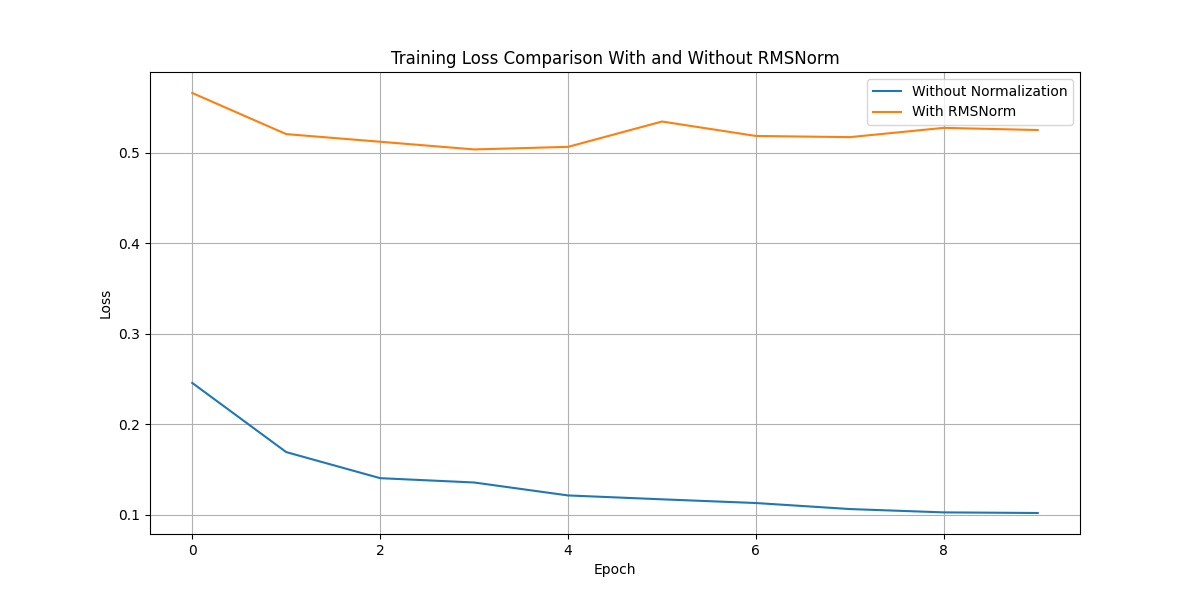 Training Loss Comparison With and Without RMSNorm
Without Normalization
With RMSNorm
0.5
0.4
0.3
0.2
0.1
Loss
0 2 4 6 8
Epoch